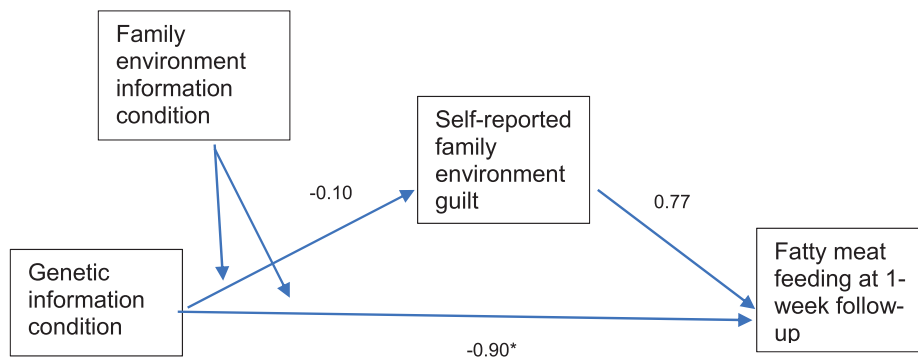 Family
environment
information
condition
Self-reported
family
environment
guilt
-0.10
0.77
Genetic
information
condition
Fatty meat
feeding at 1-
week follow-
up
-0.90*